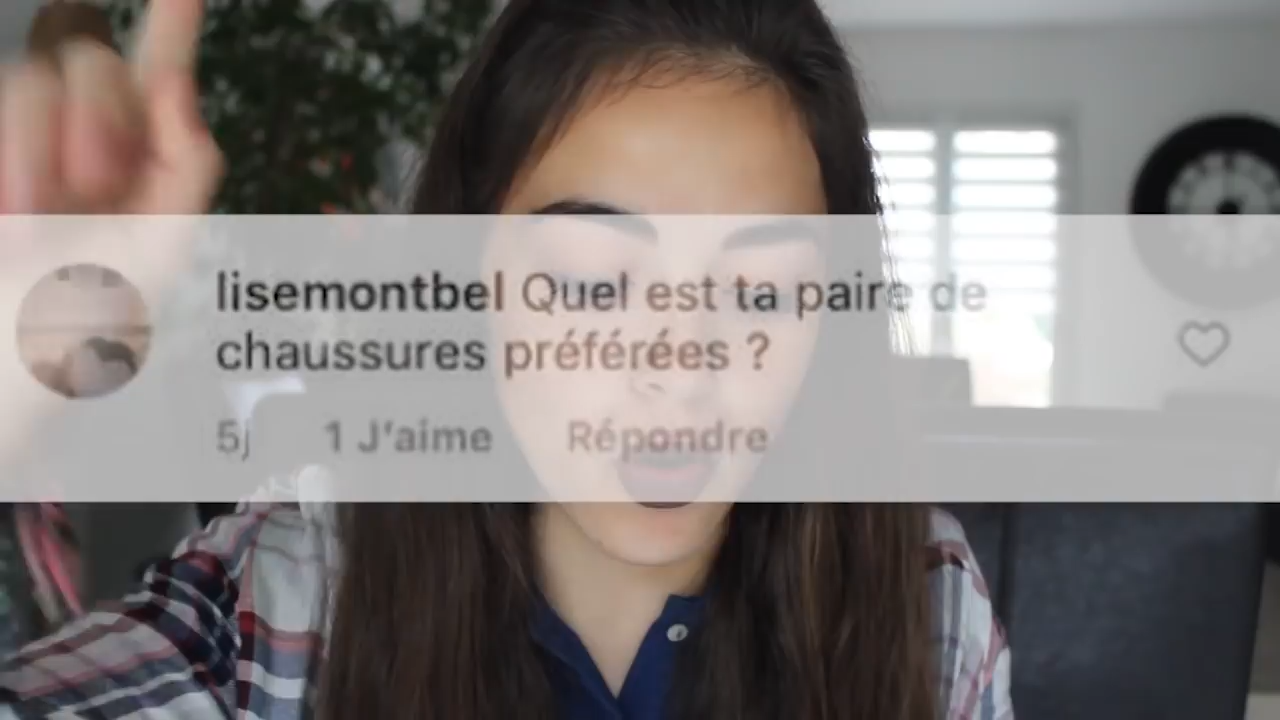 lisemontbel Quel est ta paire de
chaussures préférées ?
5j 1 J'aime Répondre